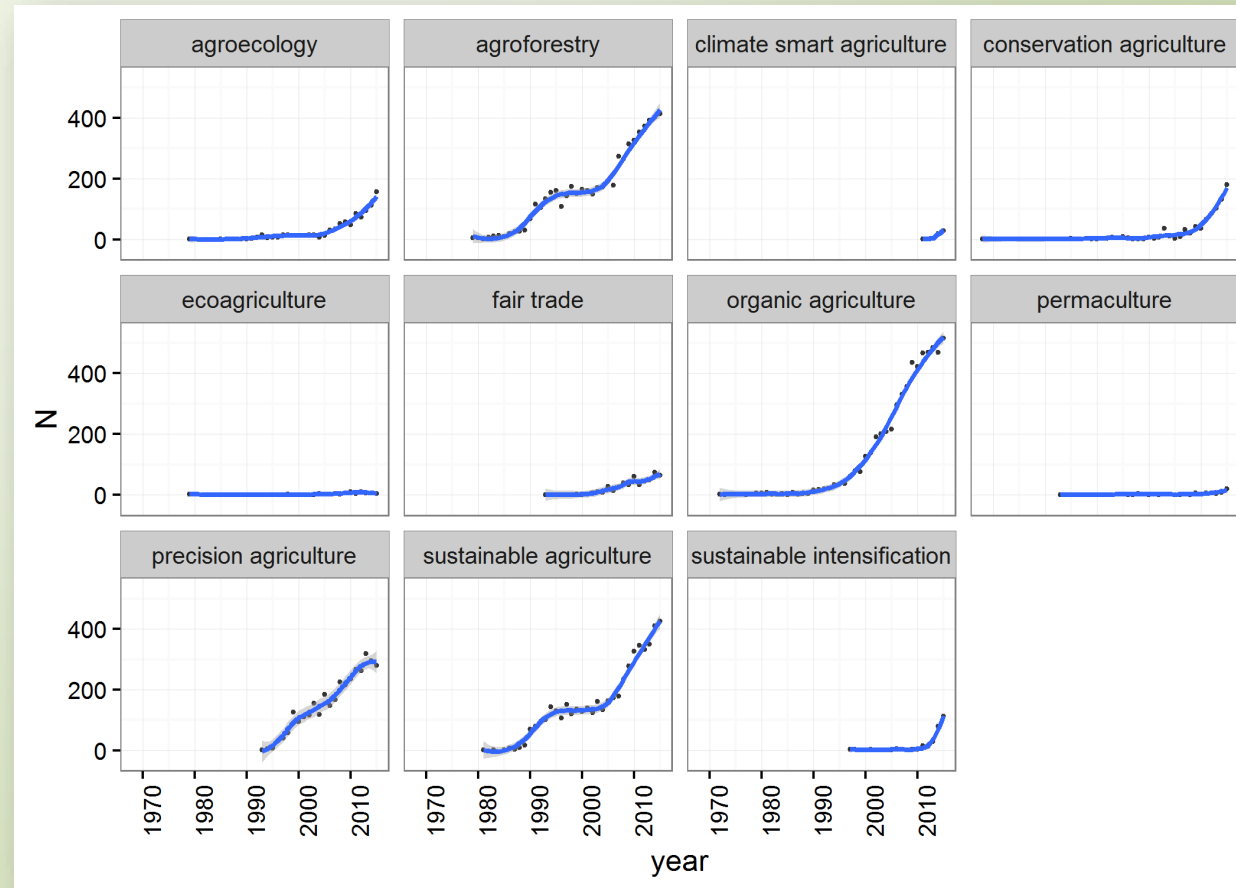 agroecology agroforestry climate smart agriculture conservation agriculture
400
200
0
ecoagriculture fair trade organic agriculture permaculture
400
200
0
N
precision agriculture sustainable agriculture sustainable intensification
400
200
0
1970 1980 1990 2000 2010 1970 1980 1990 2000 2010 1970 1980 1990 2000 2010
year